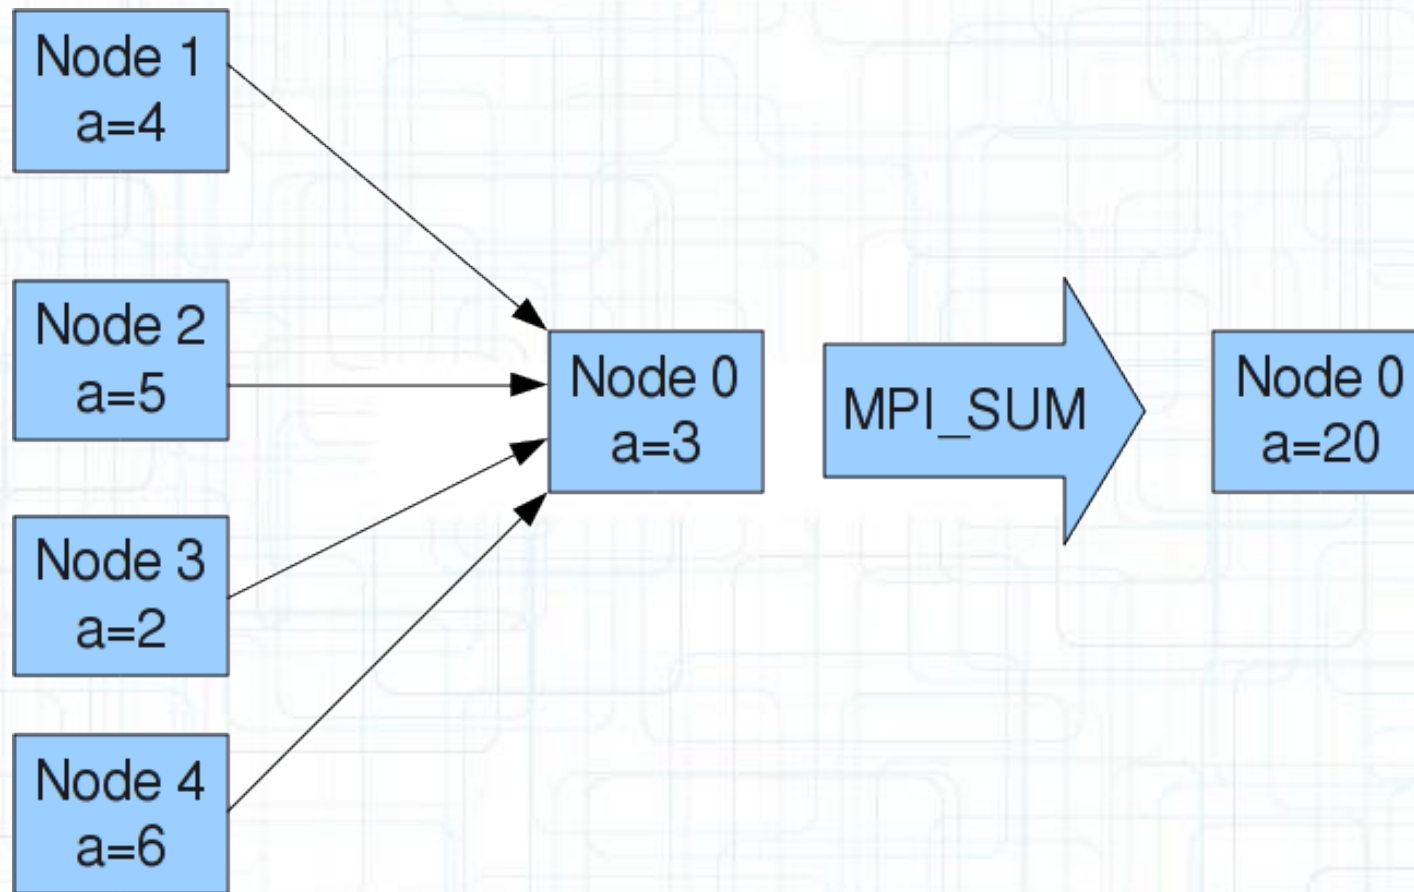 Node 1
a=4
Node 2
a=5
Node 3
a=2
Node 4
a=6
Node 0
a=3
MPI_SUM
Node 0
a=20